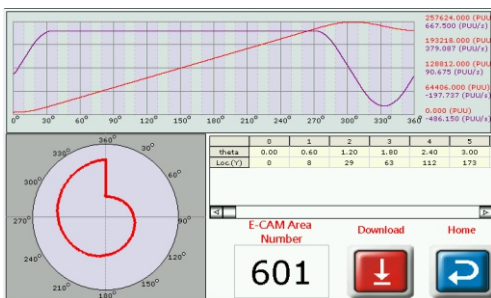 257624.000 (PUU)
667.500 (PUU/s)
193218.000 (PUU)
379.087 (PUU/s)
128812.000 (PUU)
90.675 (PUU/s)
64406.000 (PUU)
-197.737 (PUU/s)
0.000 (PUU)
-486.150 (PUU/s)
0° 30° 60° 90° 120° 150° 180° 210° 240° 270° 300° 330° 360°
360°
330° 30°
300° 60°
270° 90°
240° 120°
210° 150°
180°
0 1 2 3 4 5
theta 0.00 0.60 1.20 1.80 2.40 3.00
Loc.(Y) 0 8 29 63 112 173
E-CAM Area
Number
Download
Home
601